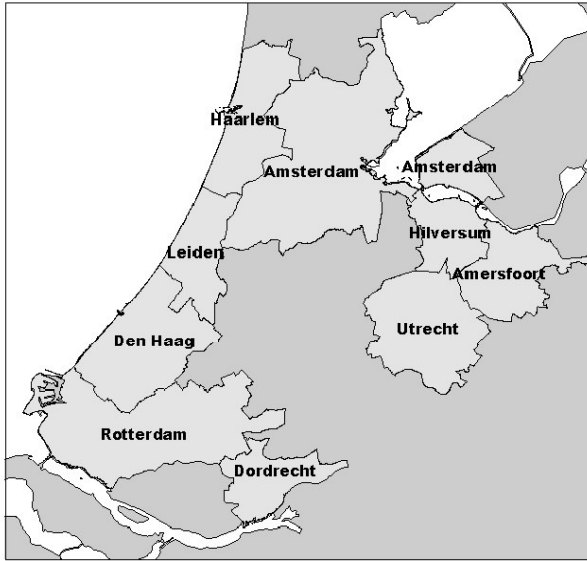 Haarlem
Amsterdam
Amsterdam
Hilversum
Leiden
Amersfoort
Utrecht
Den Haag
Rotterdam
Dordrecht